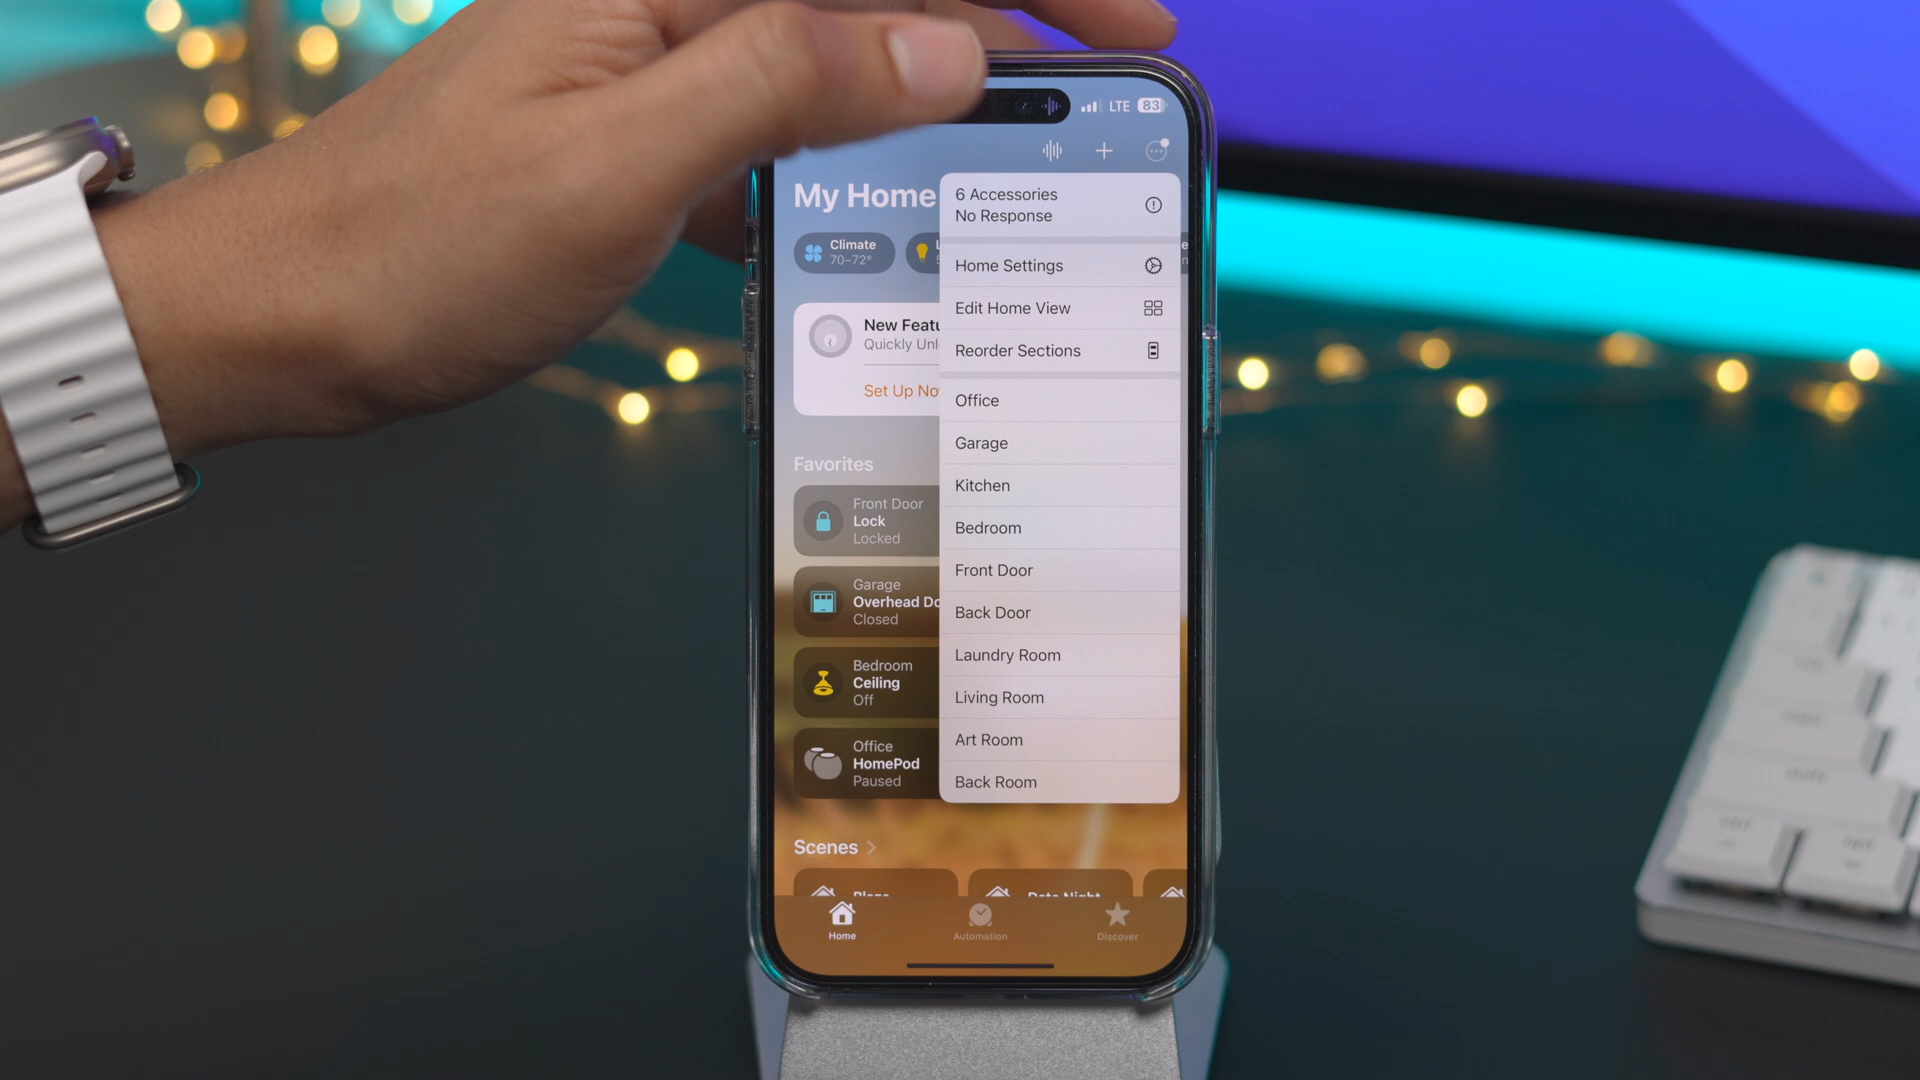 LTE 83
My Home
6 Accessories
No Response
Climate
70–72°
Home Settings
Edit Home View
Reorder Sections
New Featu
Quickly Unl
Set Up No
Office
Garage
Kitchen
Bedroom
Front Door
Back Door
Laundry Room
Living Room
Art Room
Back Room
Favorites
Front Door
Lock
Locked
Garage
Overhead Do
Closed
Bedroom
Ceiling
Off
Office
HomePod
Paused
Scenes
Date Night
Home
Automation
Discover